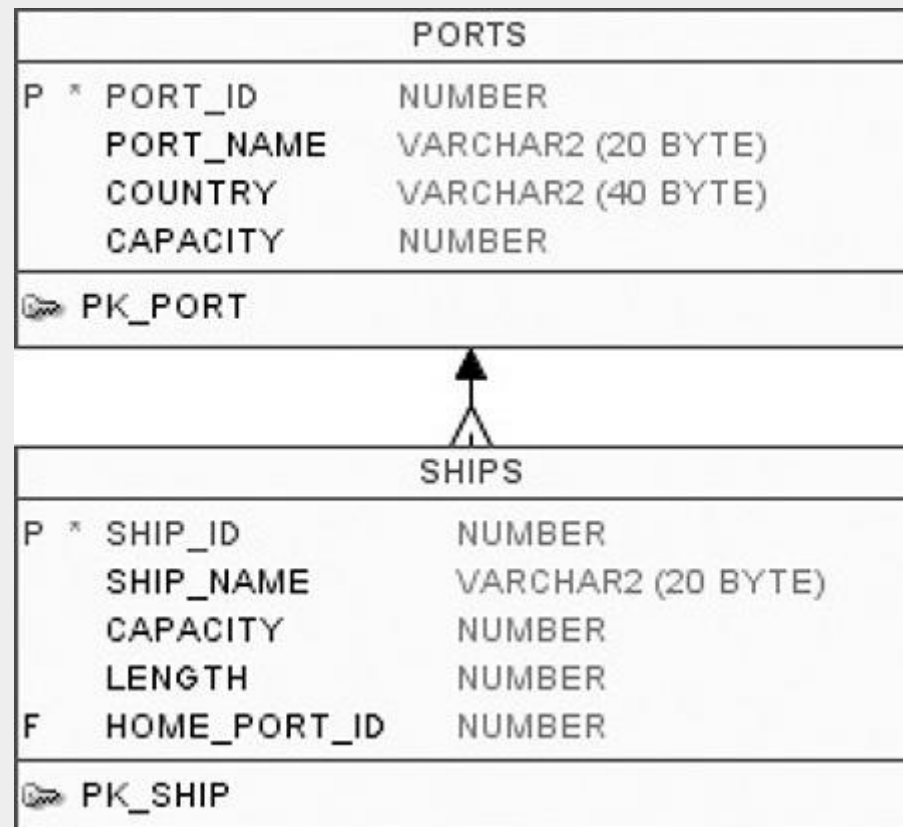 PORTS
P * PORT_ID NUMBER
PORT_NAME VARCHAR2 (20 BYTE)
COUNTRY VARCHAR2 (40 BYTE)
CAPACITY NUMBER
PK_PORT
SHIPS
P * SHIP_ID NUMBER
SHIP_NAME VARCHAR2 (20 BYTE)
CAPACITY NUMBER
LENGTH NUMBER
F HOME_PORT_ID NUMBER
PK_SHIP